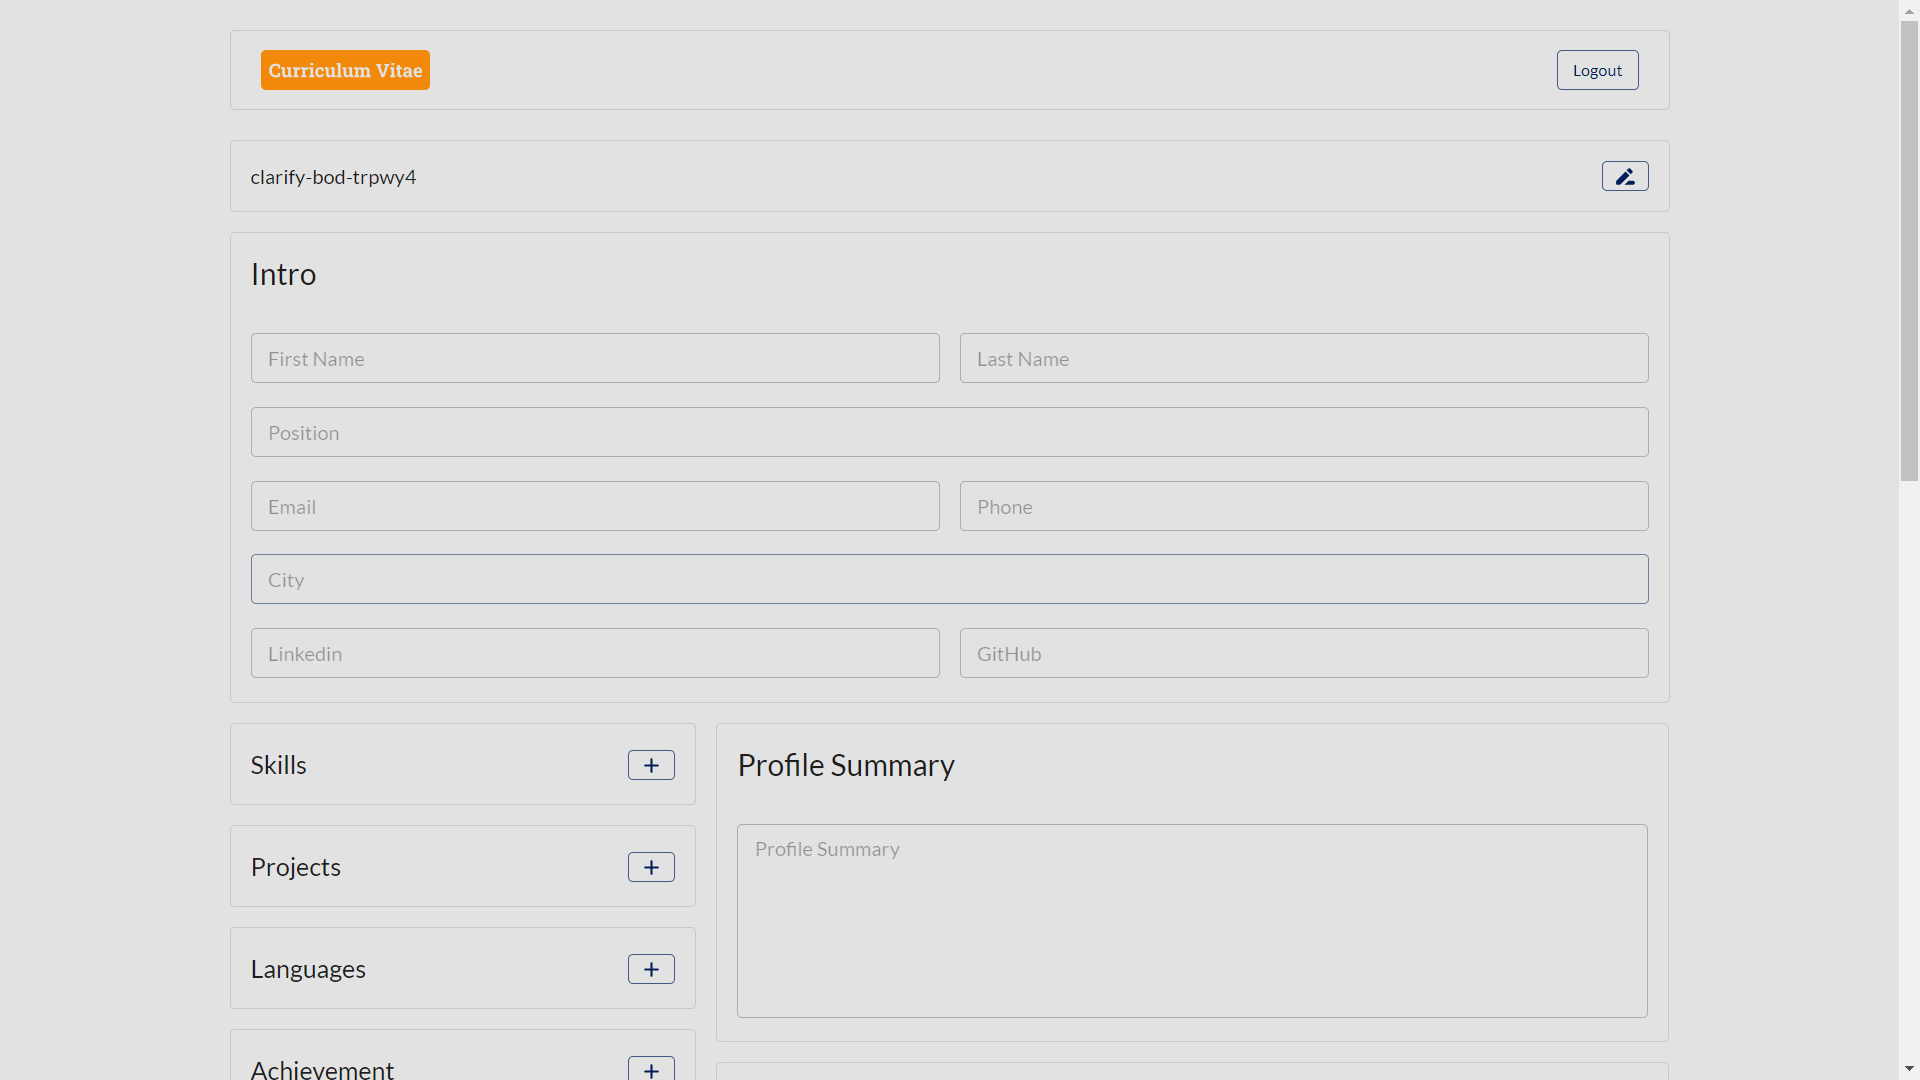 Curriculum Vitae
Logout
clarify-bod-trpwy4
Intro
First Name
Last Name
Position
Email
Phone
City
Linkedin
GitHub
Skills
Projects
Languages
Achievement
Profile Summary
Profile Summary